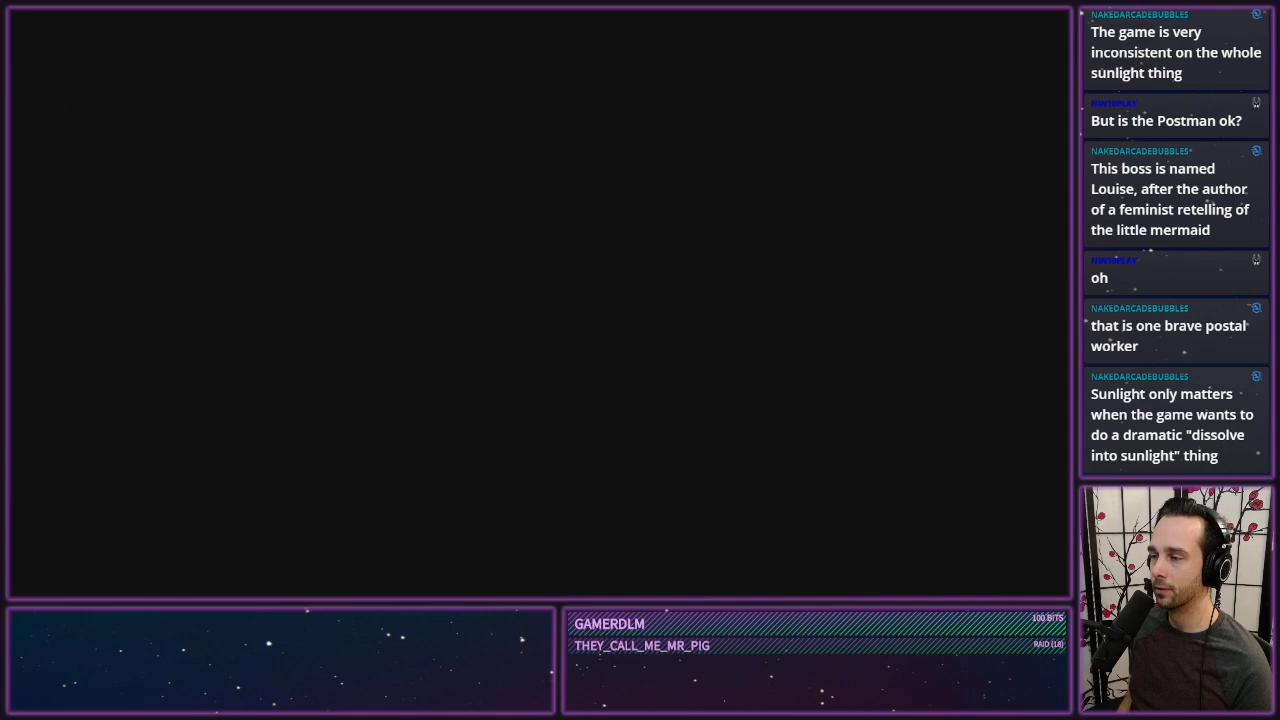 NAKEDARCADEBUBBLES
The game is very
inconsistent on the whole
sunlight thing
But is the Postman ok?
NAKEDARCADEBUBBLES
This boss is named
Louise, after the author
of a feminist retelling of
the little mermaid
oh
NAKEDARCADEBUBBLES
that is one brave postal
worker
NAKEDARCADEBUBBLES
Sunlight only matters
when the game wants to
do a dramatic "dissolve
into sunlight" thing
GAMERDLM 100 BITS
THEY_CALL_ME_MR_PIG RAID (18)